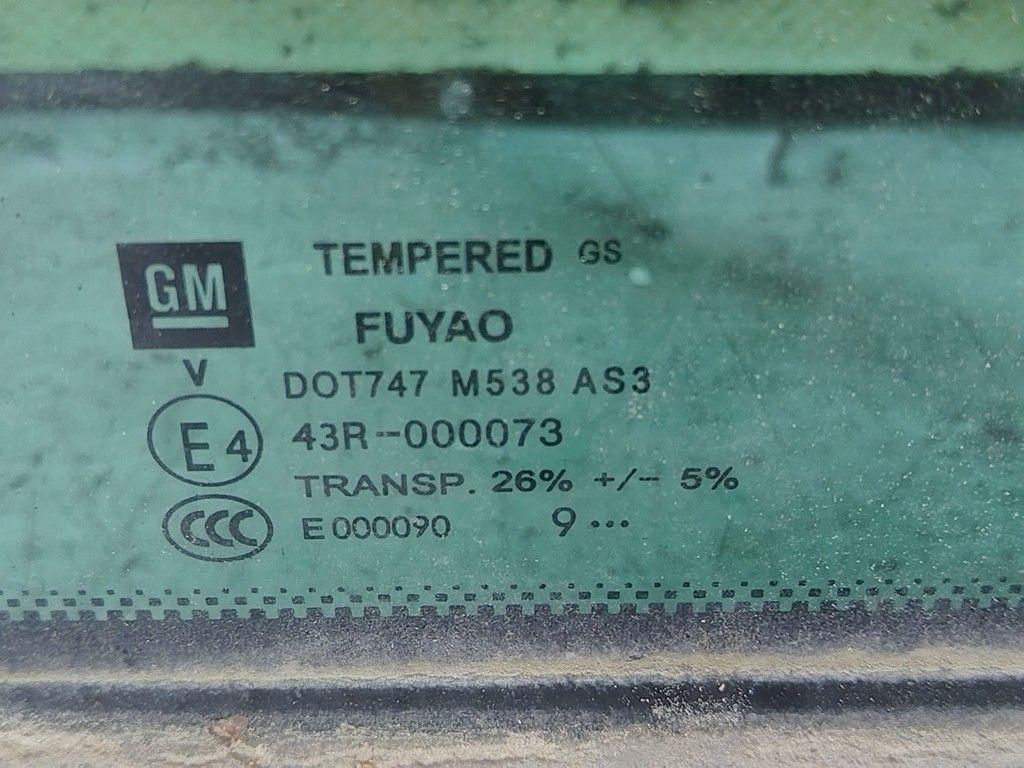 GM
TEMPERED GS
FUYAO
V
DOT747 M538 AS3
E4
43R-000073
TRANSP. 26% +/- 5%
CCC
E000090 9...